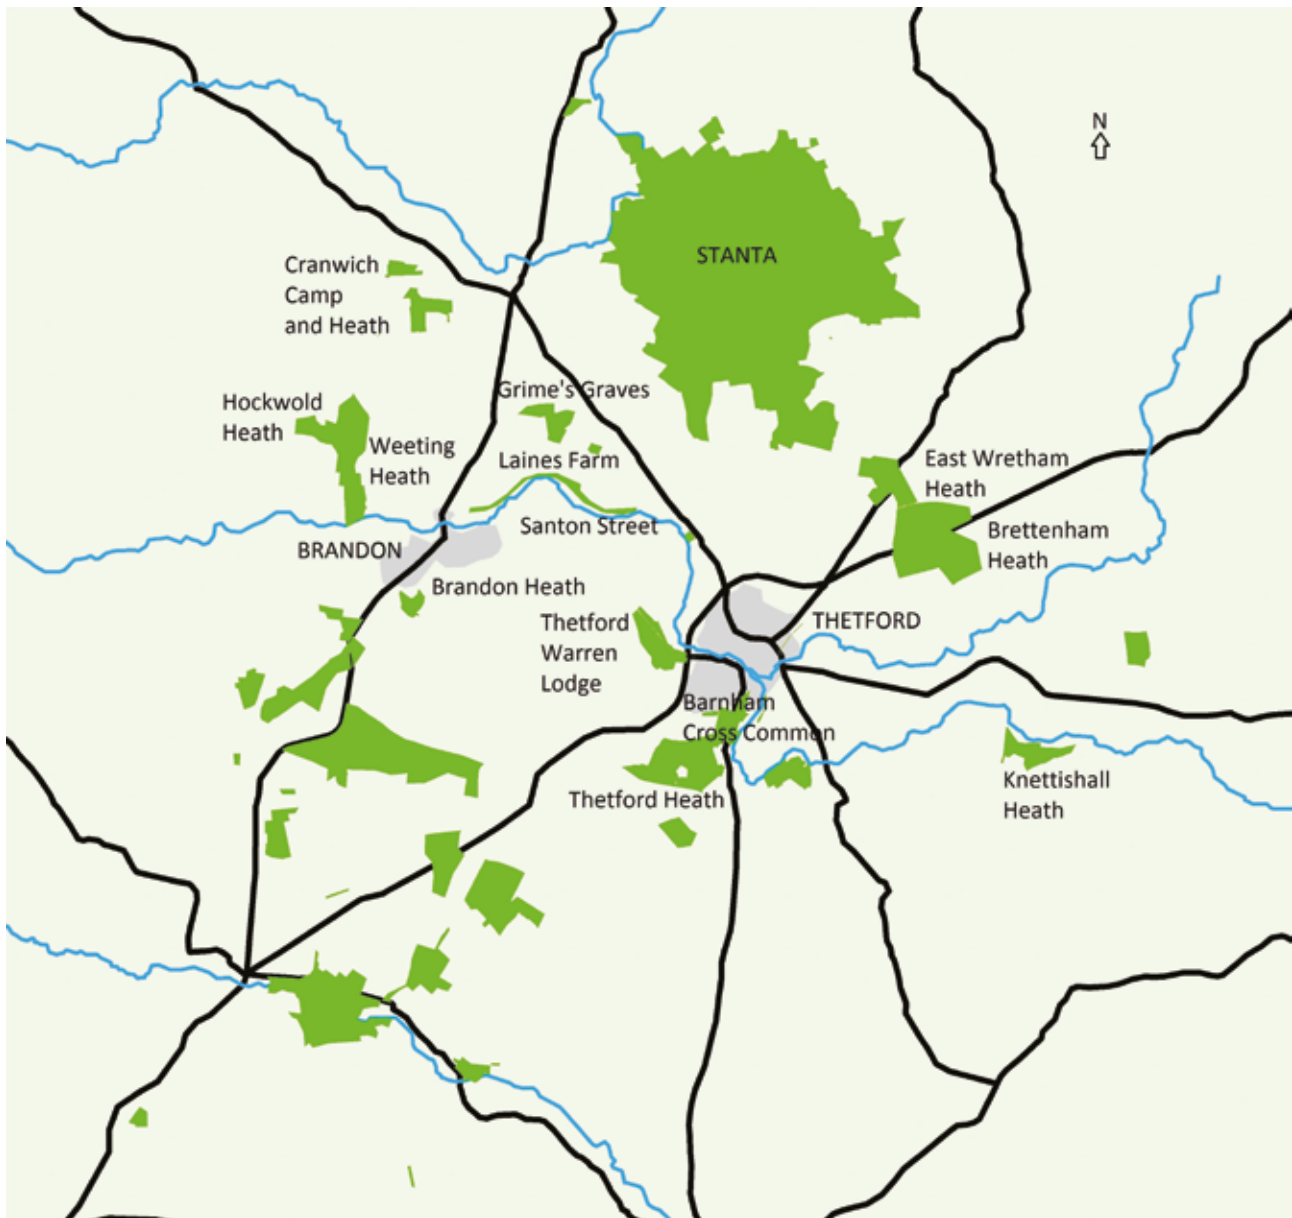 N
STANTA
Cranwich
Camp
and Heath
Grime's Graves
Hockwold
Heath
Weeting
Heath
Laines Farm
East Wretham
Heath
Santon Street
Brettenham
Heath
BRANDON
Brandon Heath
Thetford
Warren
Lodge
THETFORD
Barnham
Cross Common
Knettishall
Heath
Thetford Heath